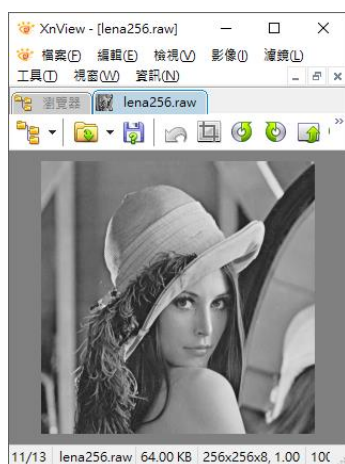 XnView - [lena256.raw]
檔案(F) 編輯(E) 檢視(V) 影像(I) 濾鏡(L)
工具(T) 視窗(W) 資訊(N)
瀏覽器 lena256.raw
11/13 lena256.raw 64.00 KB 256x256x8, 1.00